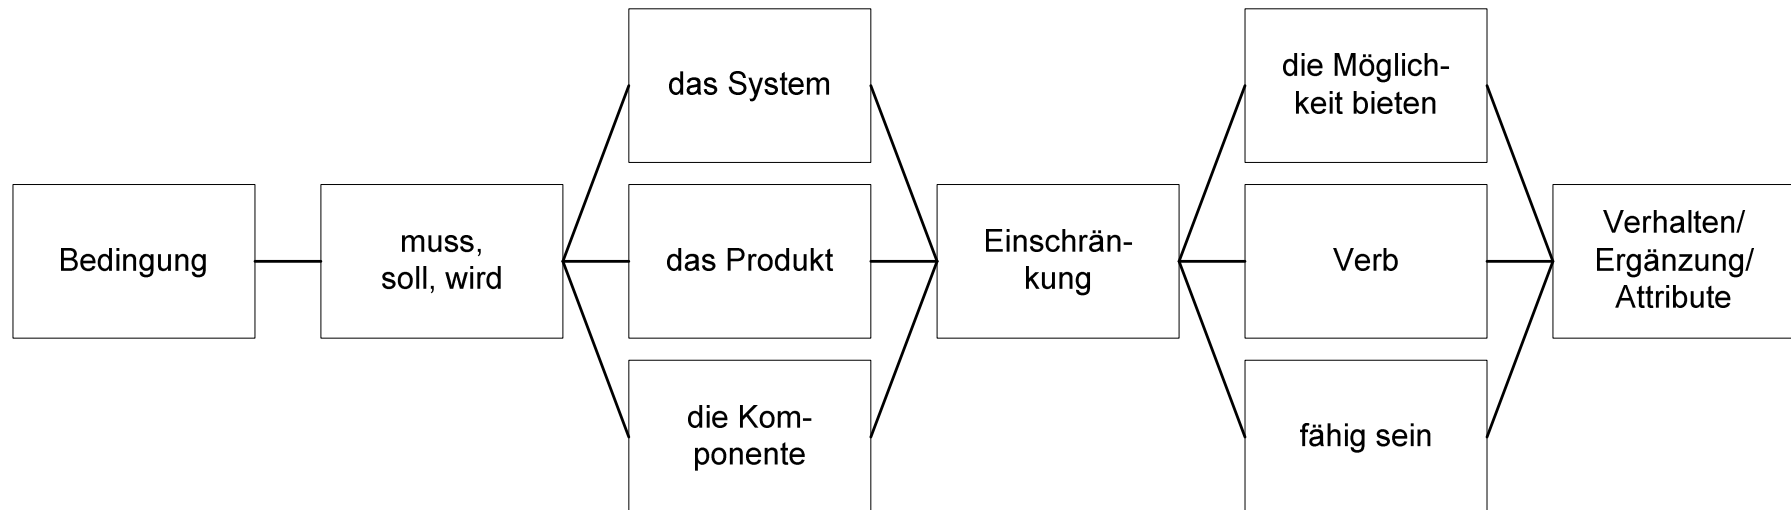 Bedingung
muss,
soll, wird
das System
das Produkt
die Kom-
ponente
Einschrän-
kung
die Möglich-
keit bieten
Verb
fähig sein
Verhalten/
Ergänzung/
Attribute